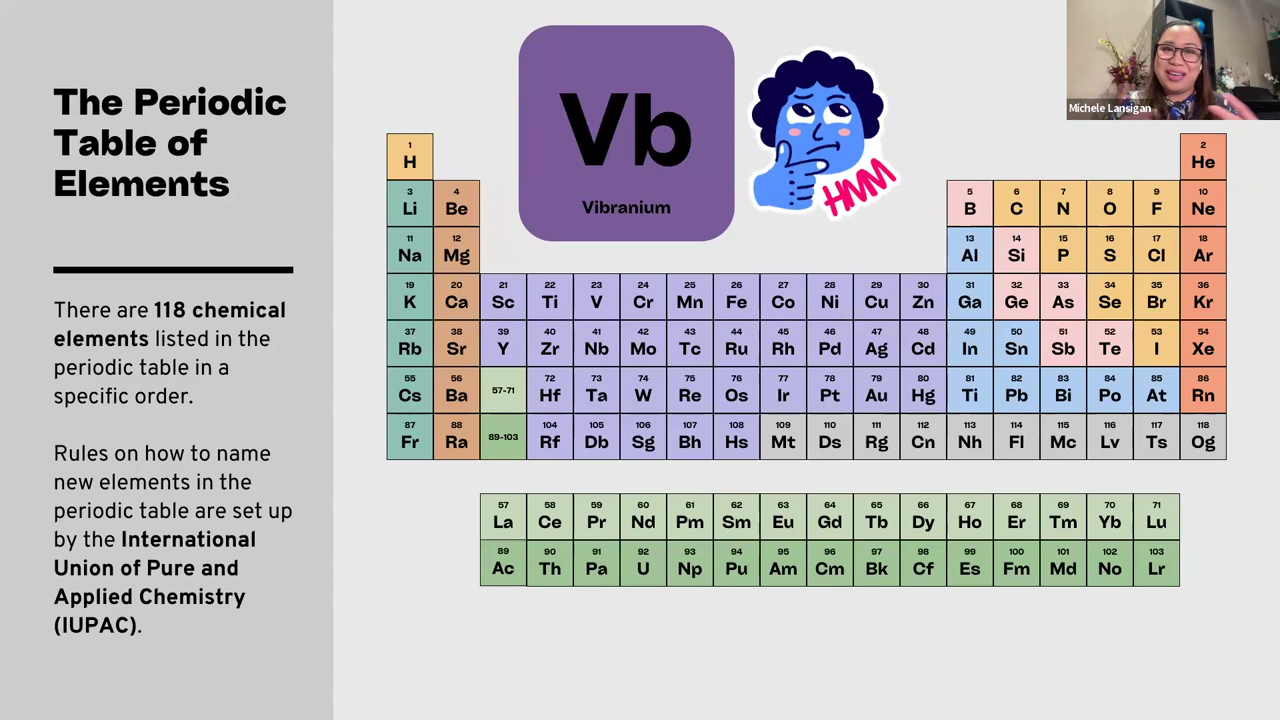 The Periodic
Table of
Elements
There are 118 chemical
elements listed in the
periodic table in a
specific order.
Rules on how to name
new elements in the
periodic table are set up
by the International
Union of Pure and
Applied Chemistry
(IUPAC).
Vb
Vibranium
HMM
Michele Lansigan
1 2
H He
3 4 5 6 7 8 9 10
Li Be B C N O F Ne
11 12 13 14 15 16 17 18
Na Mg Al Si P S Cl Ar
19 20 21 22 23 24 25 26 27 28 29 30 31 32 33 34 35 36
K Ca Sc Ti V Cr Mn Fe Co Ni Cu Zn Ga Ge As Se Br Kr
37 38 39 40 41 42 43 44 45 46 47 48 49 50 51 52 53 54
Rb Sr Y Zr Nb Mo Tc Ru Rh Pd Ag Cd In Sn Sb Te I Xe
55 56 57-71 72 73 74 75 76 77 78 79 80 81 82 83 84 85 86
Cs Ba Hf Ta W Re Os Ir Pt Au Hg Ti Pb Bi Po At Rn
87 88 89-103 104 105 106 107 108 109 110 111 112 113 114 115 116 117 118
Fr Ra Rf Db Sg Bh Hs Mt Ds Rg Cn Nh Fl Mc Lv Ts Og
57 58 59 60 61 62 63 64 65 66 67 68 69 70 71
La Ce Pr Nd Pm Sm Eu Gd Tb Dy Ho Er Tm Yb Lu
89 90 91 92 93 94 95 96 97 98 99 100 101 102 103
Ac Th Pa U Np Pu Am Cm Bk Cf Es Fm Md No Lr